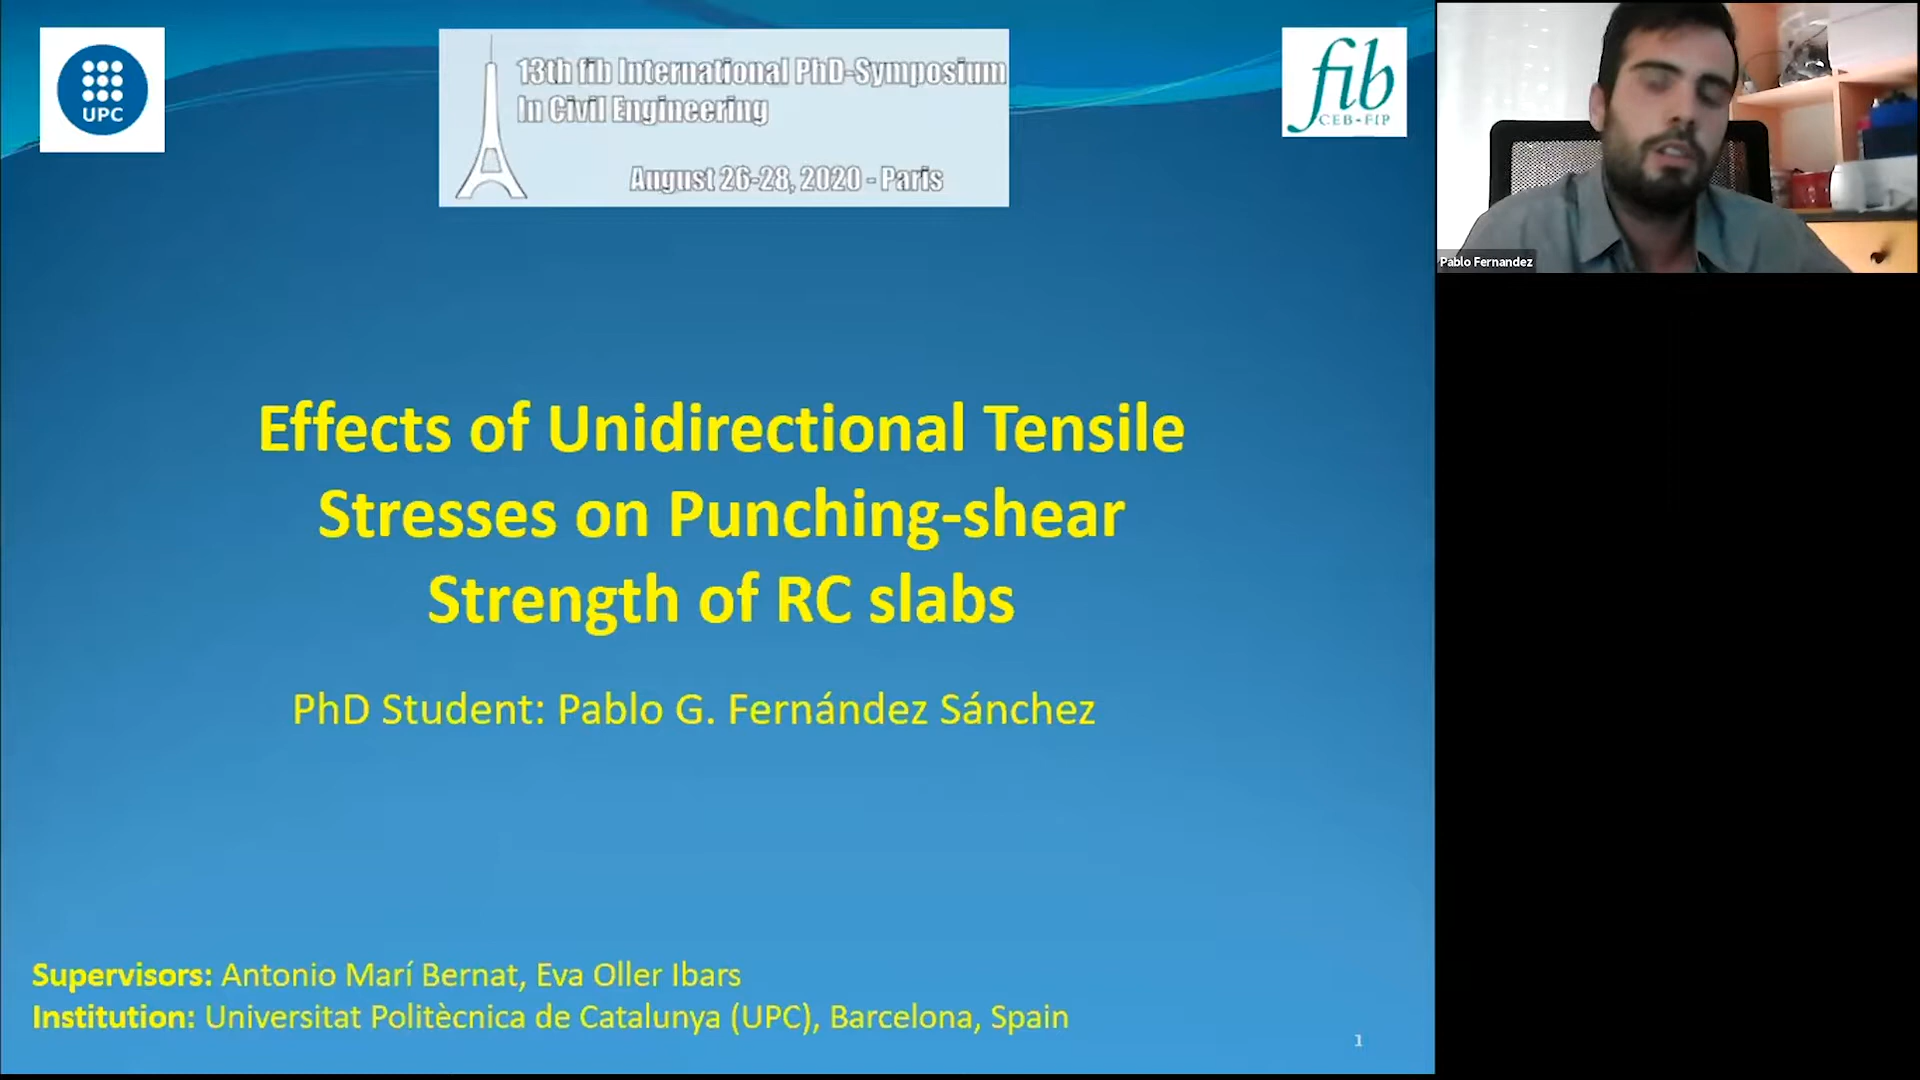 UPC
13th fib International PhD-Symposium
in Civil Engineering
August 26-28, 2020 - Paris
fib
CEB-FIP
Pablo Fernandez
Effects of Unidirectional Tensile
Stresses on Punching-shear
Strength of RC slabs
PhD Student: Pablo G. Fernández Sánchez
Supervisors: Antonio Marí Bernat, Eva Oller Ibars
Institution: Universitat Politècnica de Catalunya (UPC), Barcelona, Spain
1